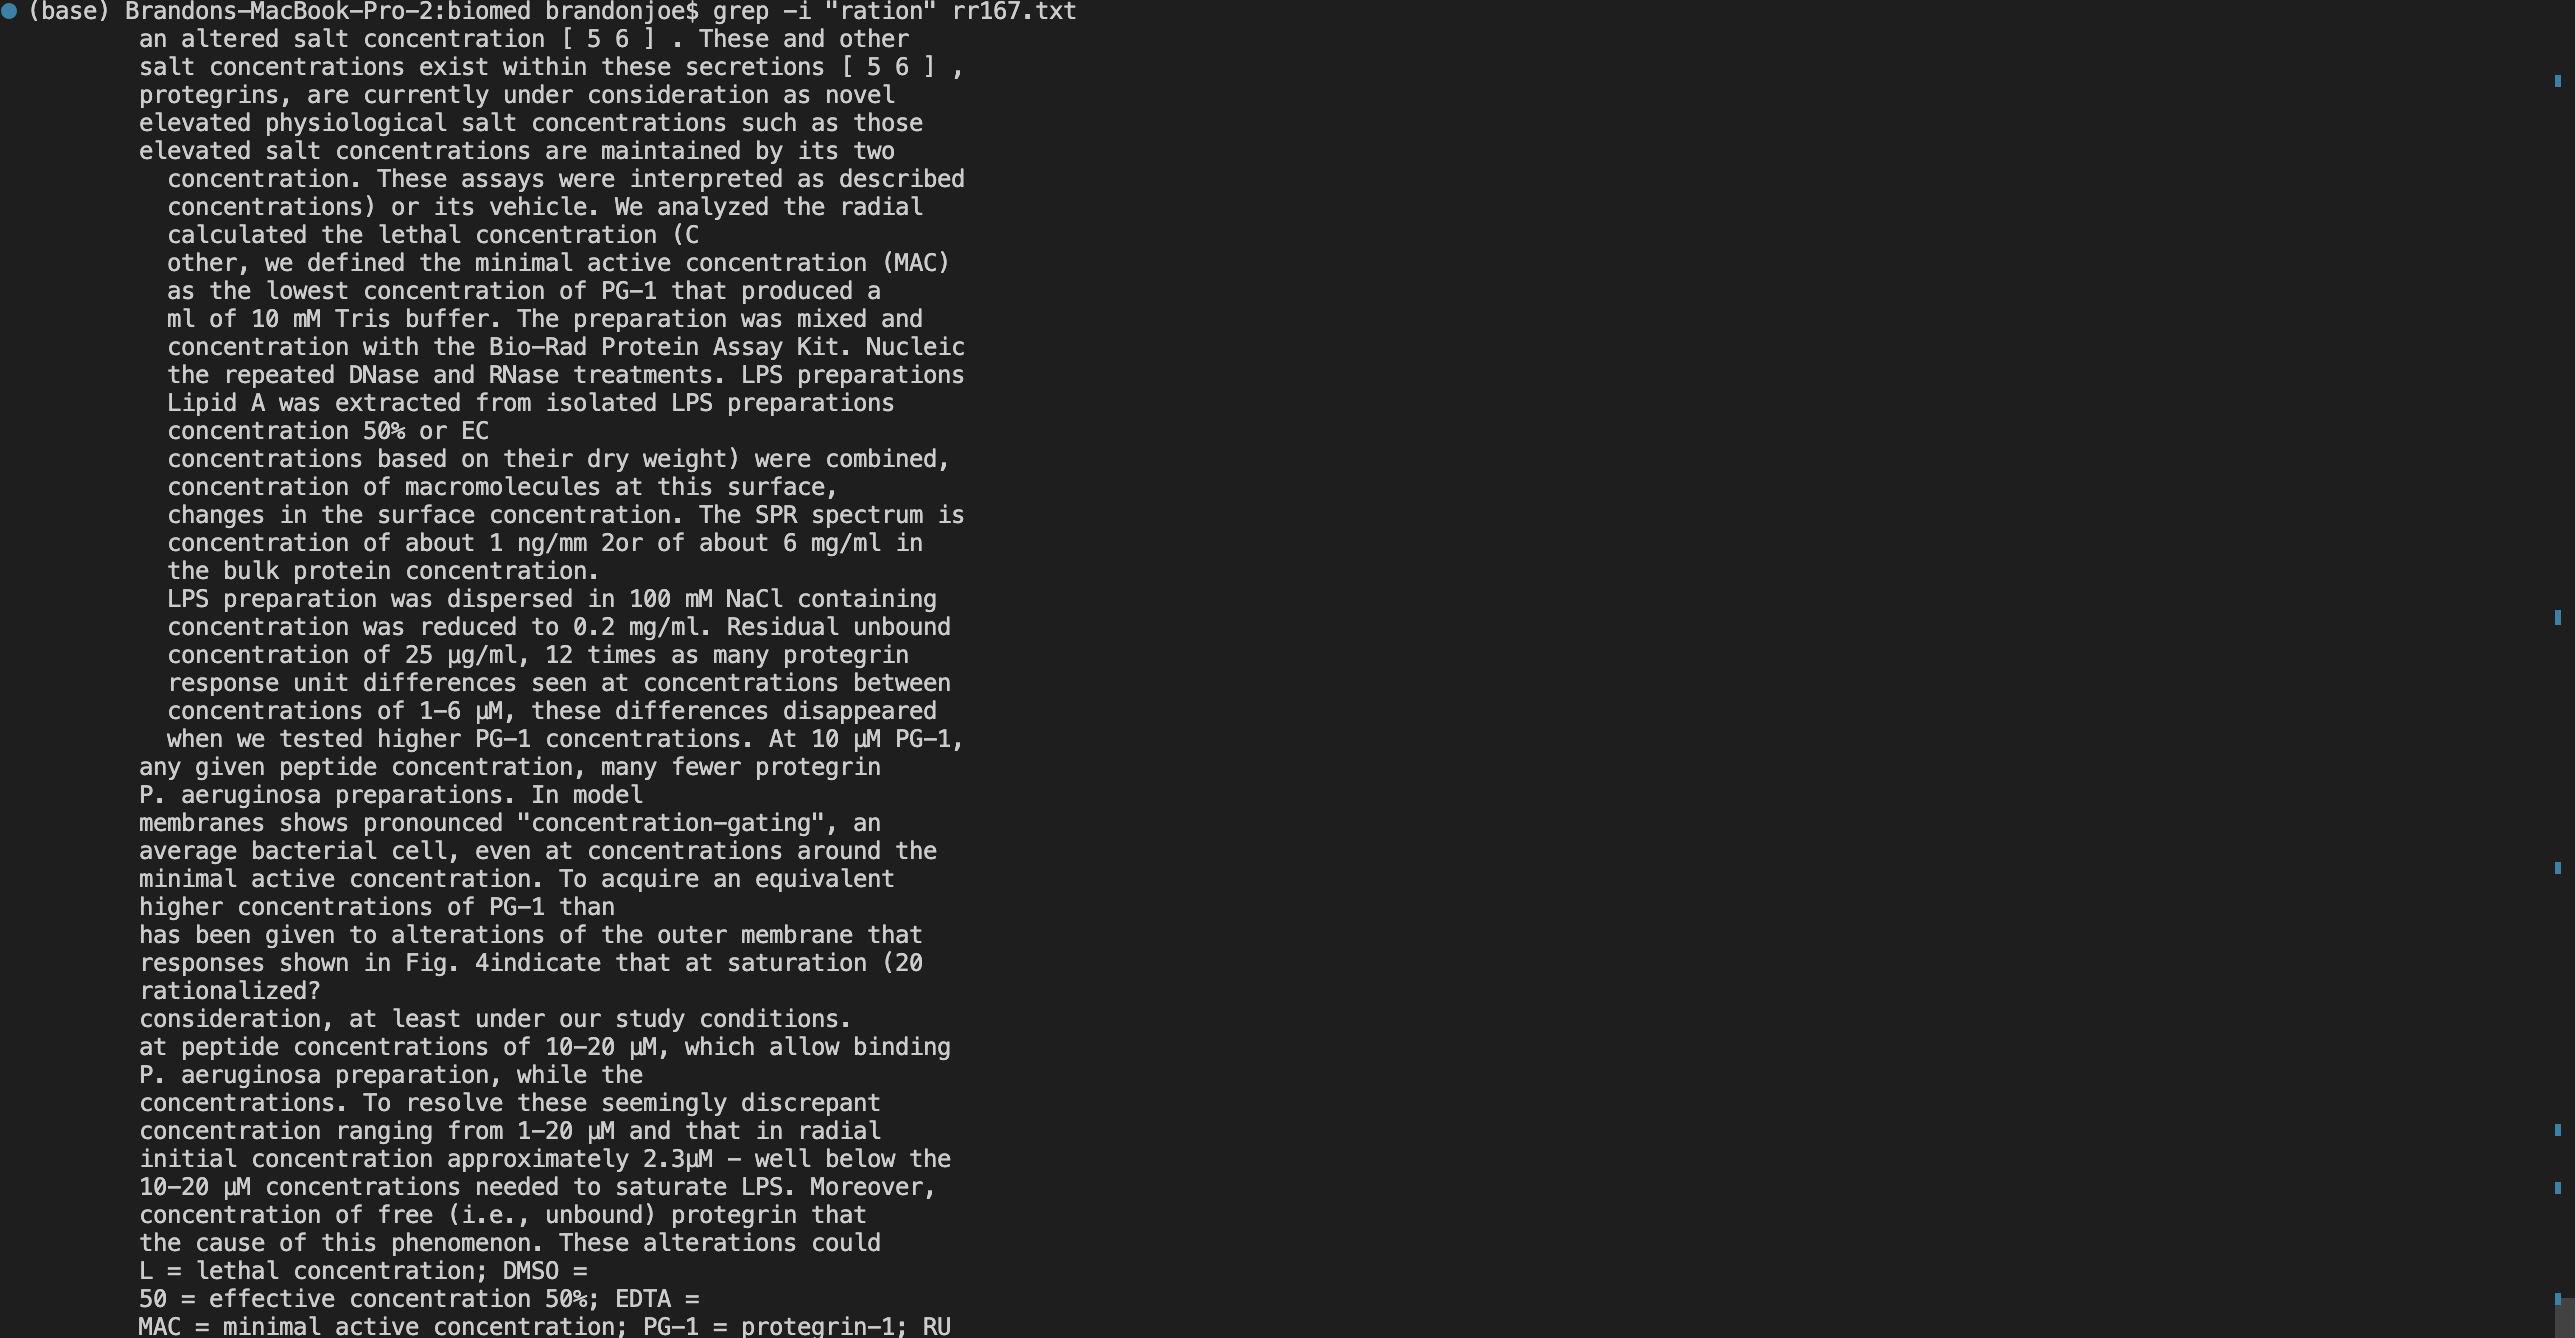 (base) Brandons-MacBook-Pro-2:biomed brandonjoe$ grep -i "ration" rr167.txt
an altered salt concentration [ 5 6 ] . These and other
salt concentrations exist within these secretions [ 5 6 ] ,
protegrins, are currently under consideration as novel
elevated physiological salt concentrations such as those
elevated salt concentrations are maintained by its two
concentration. These assays were interpreted as described
concentrations) or its vehicle. We analyzed the radial
calculated the lethal concentration (C
other, we defined the minimal active concentration (MAC)
as the lowest concentration of PG-1 that produced a
ml of 10 mM Tris buffer. The preparation was mixed and
concentration with the Bio-Rad Protein Assay Kit. Nucleic
the repeated DNase and RNase treatments. LPS preparations
Lipid A was extracted from isolated LPS preparations
concentration 50% or EC
concentrations based on their dry weight) were combined,
concentration of macromolecules at this surface,
changes in the surface concentration. The SPR spectrum is
concentration of about 1 ng/mm 2or of about 6 mg/ml in
the bulk protein concentration.
LPS preparation was dispersed in 100 mM NaCl containing
concentration was reduced to 0.2 mg/ml. Residual unbound
concentration of 25 µg/ml, 12 times as many protegrin
response unit differences seen at concentrations between
concentrations of 1-6 µM, these differences disappeared
when we tested higher PG-1 concentrations. At 10 µM PG-1,
any given peptide concentration, many fewer protegrin
P. aeruginosa preparations. In model
membranes shows pronounced "concentration-gating", an
average bacterial cell, even at concentrations around the
minimal active concentration. To acquire an equivalent
higher concentrations of PG-1 than
has been given to alterations of the outer membrane that
responses shown in Fig. 4indicate that at saturation (20
rationalized?
consideration, at least under our study conditions.
at peptide concentrations of 10-20 µM, which allow binding
P. aeruginosa preparation, while the
concentrations. To resolve these seemingly discrepant
concentration ranging from 1-20 µM and that in radial
initial concentration approximately 2.3µM - well below the
10-20 µM concentrations needed to saturate LPS. Moreover,
concentration of free (i.e., unbound) protegrin that
the cause of this phenomenon. These alterations could
L = lethal concentration; DMSO =
50 = effective concentration 50%; EDTA =
MAC = minimal active concentration; PG-1 = protegrin-1; RU